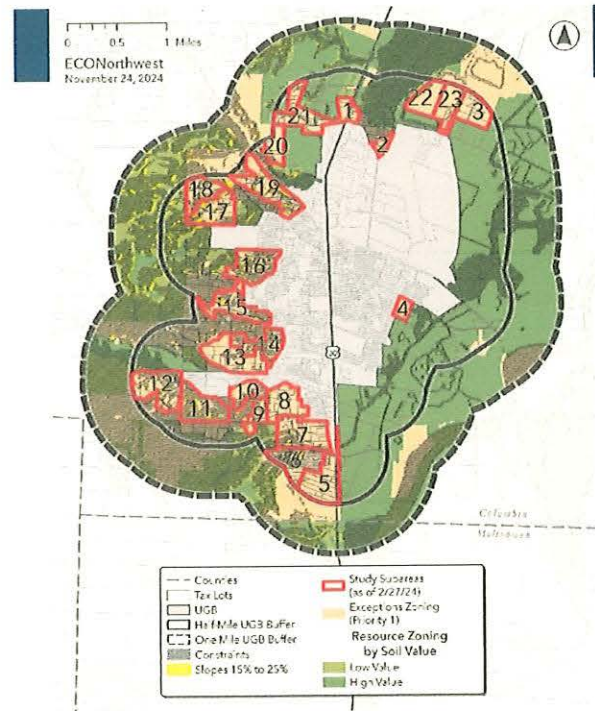 0 0.5 1 Miles
ECONorthwest
November 24, 2024
22 23 3
21 1
2
20
18 19
17
16
15
4
14
13
30
12 10 8
11 9
7
6
5
Columbia
Multnomah
Counties
Tax Lots
UGB
Half-Mile UGB Buffer
One Mile UGB Buffer
Constraints
Slopes 15% to 25%
Study Subareas
(as of 2/27/24)
Exceptions Zoning
(Priority 1)
Resource Zoning
by Soil Value
Low Value
High Value